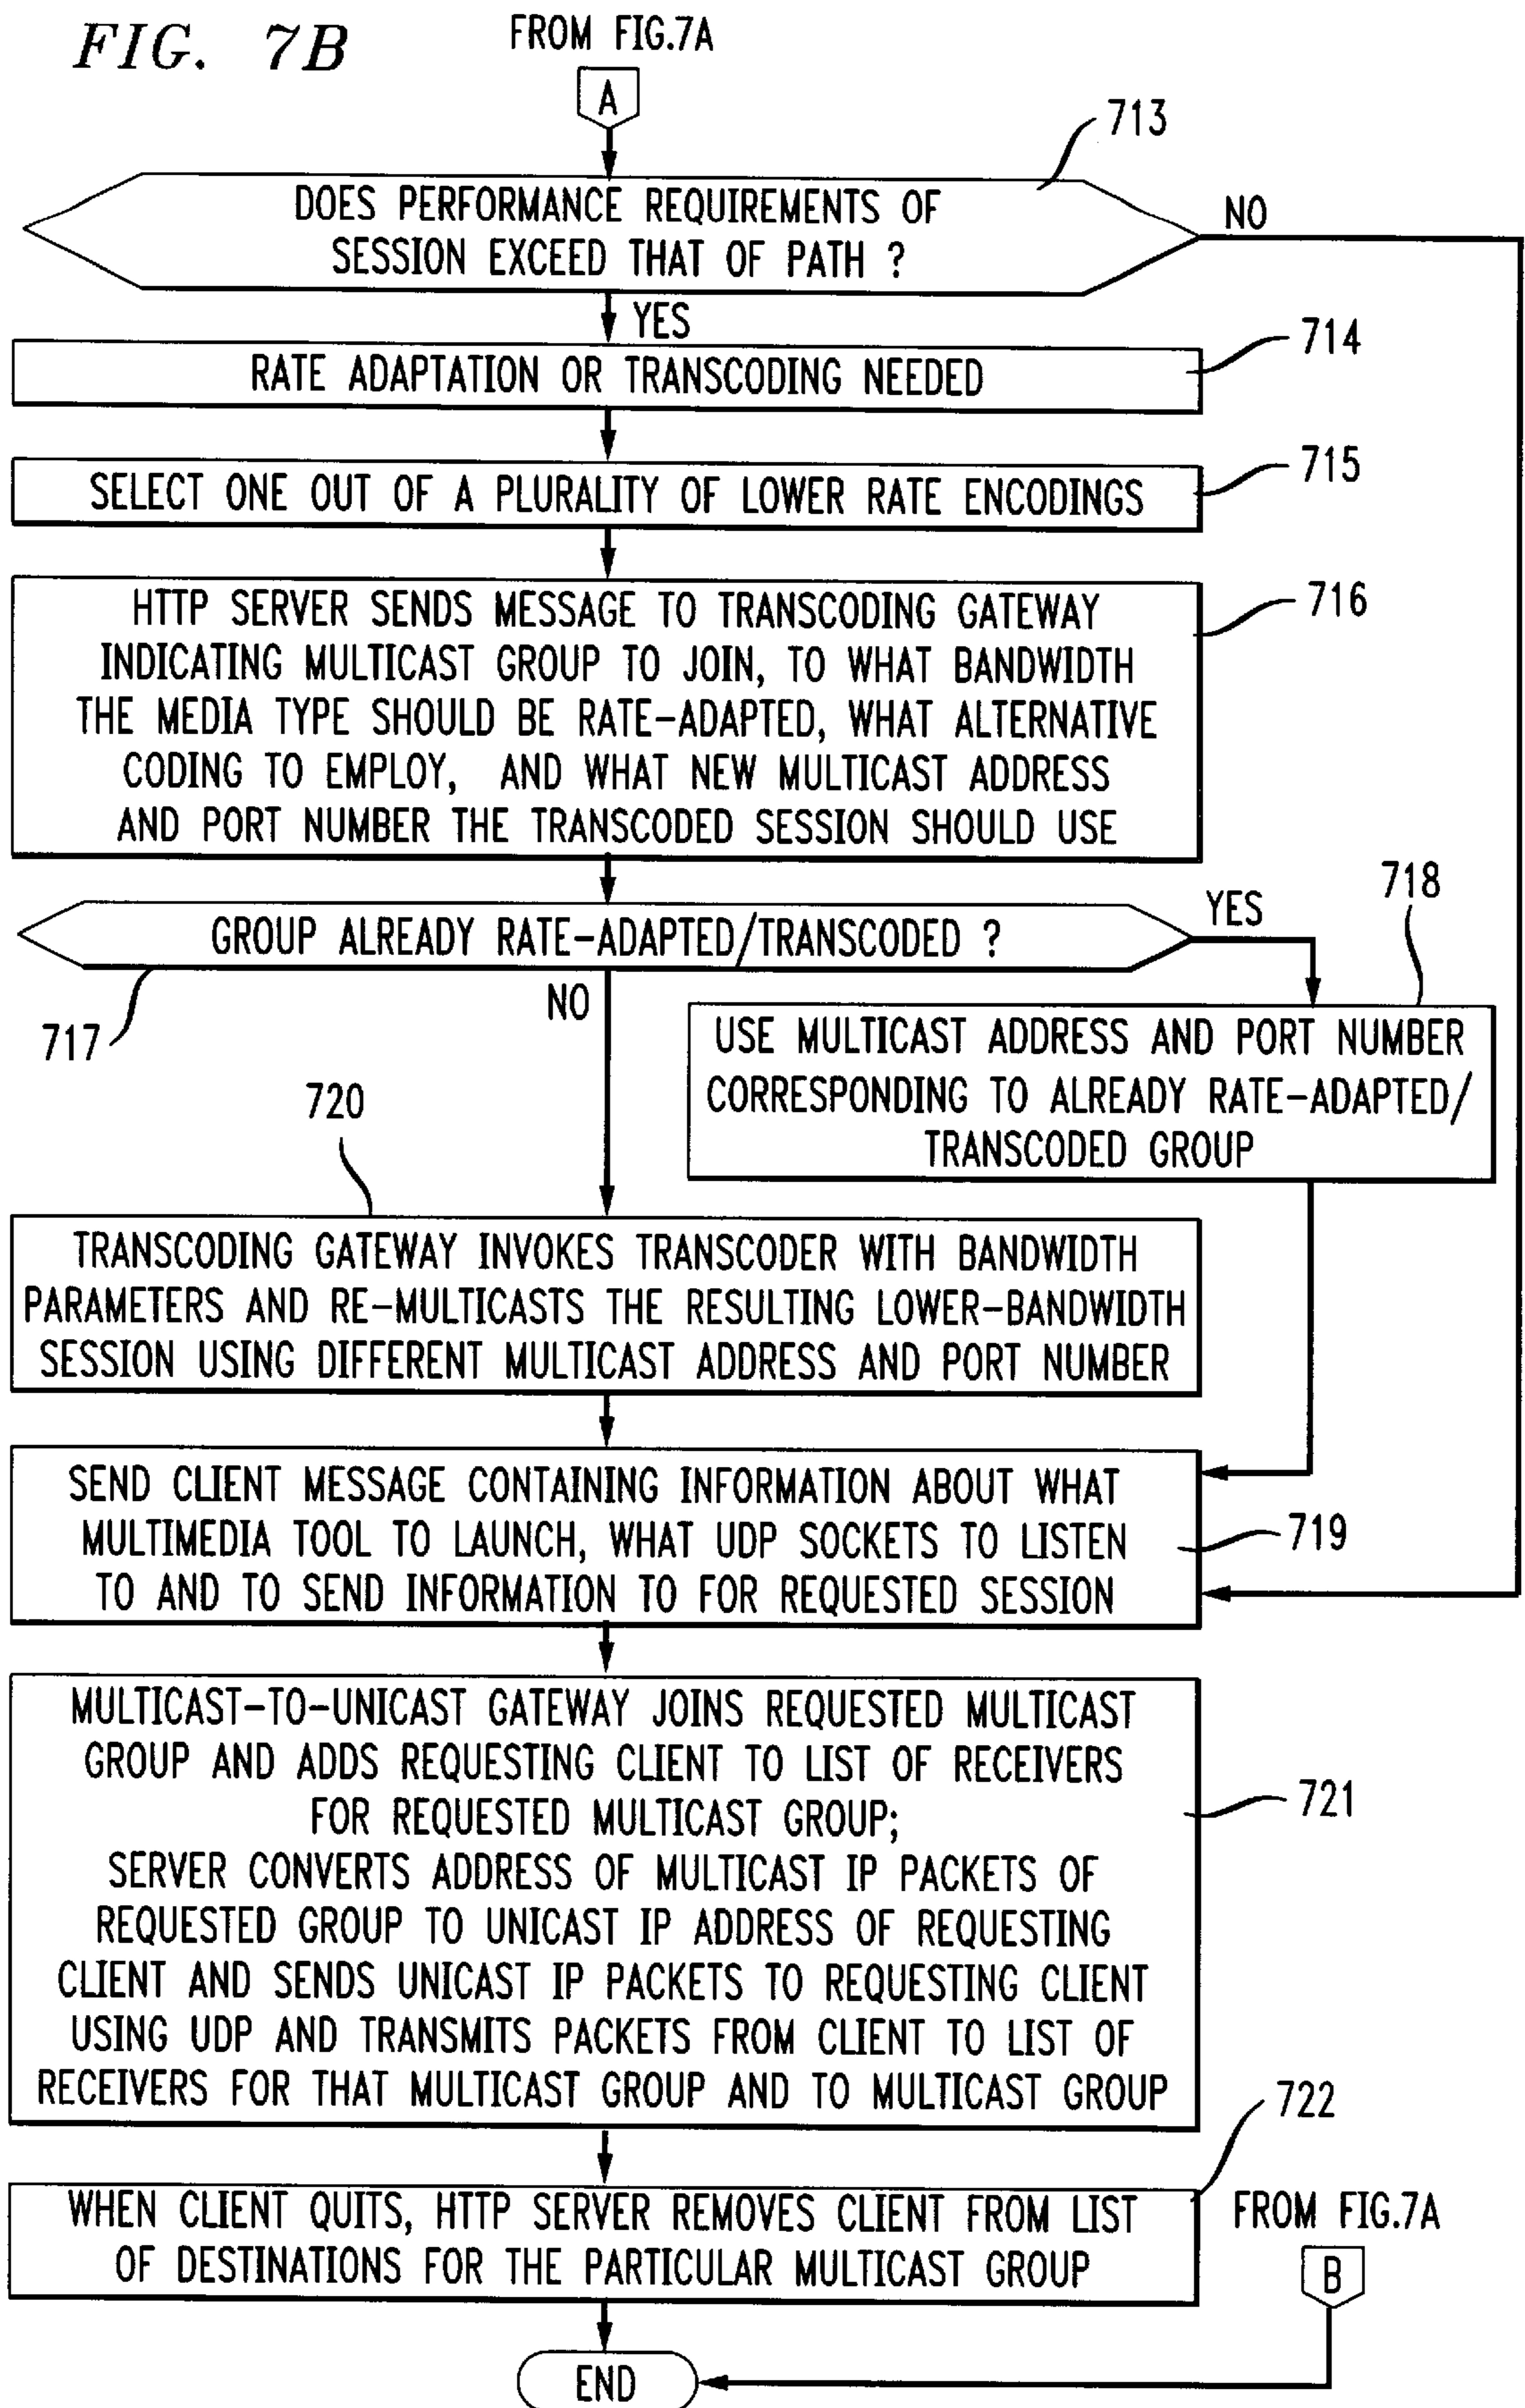 FIG. 7B
FROM FIG.7A
A
713
DOES PERFORMANCE REQUIREMENTS OF
SESSION EXCEED THAT OF PATH ?
NO
YES
714
RATE ADAPTATION OR TRANSCODING NEEDED
715
SELECT ONE OUT OF A PLURALITY OF LOWER RATE ENCODINGS
716
HTTP SERVER SENDS MESSAGE TO TRANSCODING GATEWAY
INDICATING MULTICAST GROUP TO JOIN, TO WHAT BANDWIDTH
THE MEDIA TYPE SHOULD BE RATE-ADAPTED, WHAT ALTERNATIVE
CODING TO EMPLOY, AND WHAT NEW MULTICAST ADDRESS
AND PORT NUMBER THE TRANSCODED SESSION SHOULD USE
718
YES
GROUP ALREADY RATE-ADAPTED/TRANSCODED ?
NO
717
USE MULTICAST ADDRESS AND PORT NUMBER
CORRESPONDING TO ALREADY RATE-ADAPTED/
TRANSCODED GROUP
720
TRANSCODING GATEWAY INVOKES TRANSCODER WITH BANDWIDTH
PARAMETERS AND RE-MULTICASTS THE RESULTING LOWER-BANDWIDTH
SESSION USING DIFFERENT MULTICAST ADDRESS AND PORT NUMBER
SEND CLIENT MESSAGE CONTAINING INFORMATION ABOUT WHAT
MULTIMEDIA TOOL TO LAUNCH, WHAT UDP SOCKETS TO LISTEN
TO AND TO SEND INFORMATION TO FOR REQUESTED SESSION
719
MULTICAST-TO-UNICAST GATEWAY JOINS REQUESTED MULTICAST
GROUP AND ADDS REQUESTING CLIENT TO LIST OF RECEIVERS
FOR REQUESTED MULTICAST GROUP;
SERVER CONVERTS ADDRESS OF MULTICAST IP PACKETS OF
REQUESTED GROUP TO UNICAST IP ADDRESS OF REQUESTING
CLIENT AND SENDS UNICAST IP PACKETS TO REQUESTING CLIENT
USING UDP AND TRANSMITS PACKETS FROM CLIENT TO LIST OF
RECEIVERS FOR THAT MULTICAST GROUP AND TO MULTICAST GROUP
721
722
WHEN CLIENT QUITS, HTTP SERVER REMOVES CLIENT FROM LIST
OF DESTINATIONS FOR THE PARTICULAR MULTICAST GROUP
FROM FIG.7A
B
END